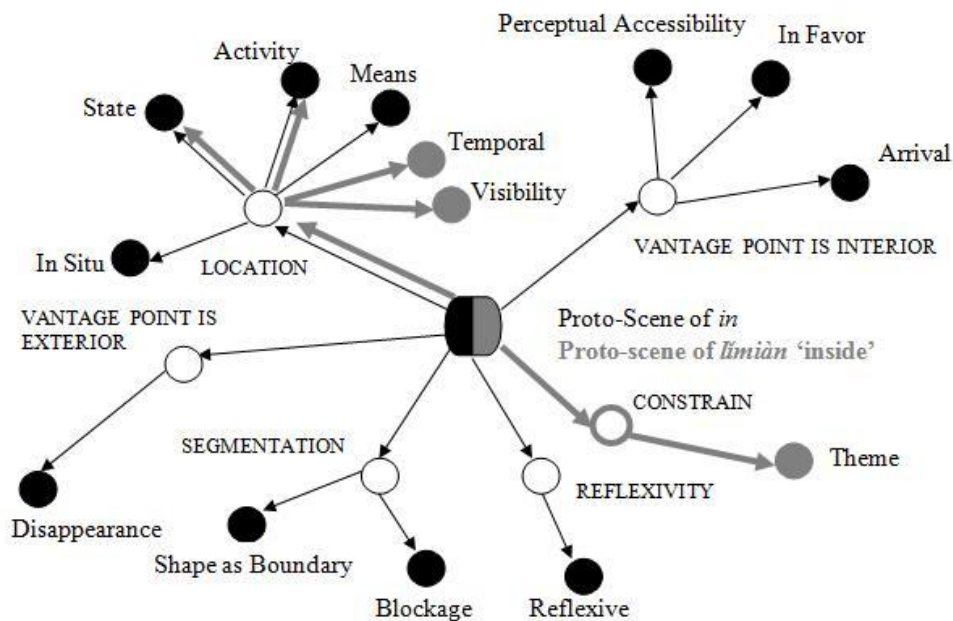 Perceptual Accessibility
In Favor
Activity
Means
State
Temporal
Arrival
Visibility
In Situ
LOCATION
VANTAGE POINT IS INTERIOR
VANTAGE POINT IS
EXTERIOR
Proto-Scene of in
Proto-scene of lǐmiàn ‘inside’
CONSTRAIN
SEGMENTATION
Theme
REFLEXIVITY
Disappearance
Shape as Boundary
Blockage
Reflexive